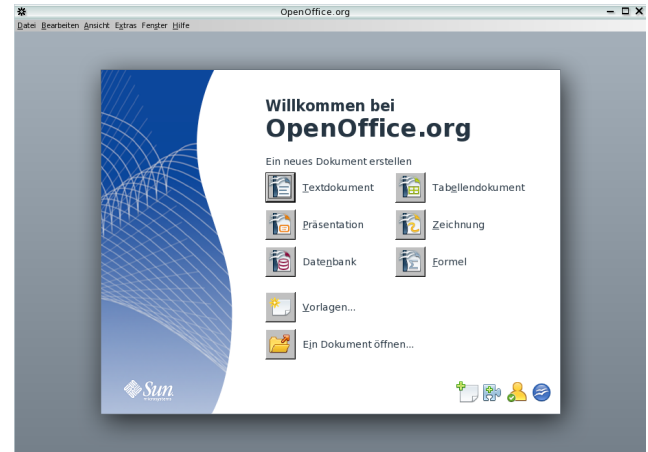 OpenOffice.org
Datei Bearbeiten Ansicht Extras Fenster Hilfe
Willkommen bei
OpenOffice.org
Ein neues Dokument erstellen
Textdokument Tabellendokument
Präsentation Zeichnung
Datenbank Formel
Vorlagen...
Ein Dokument öffnen...
Sun
microsystems